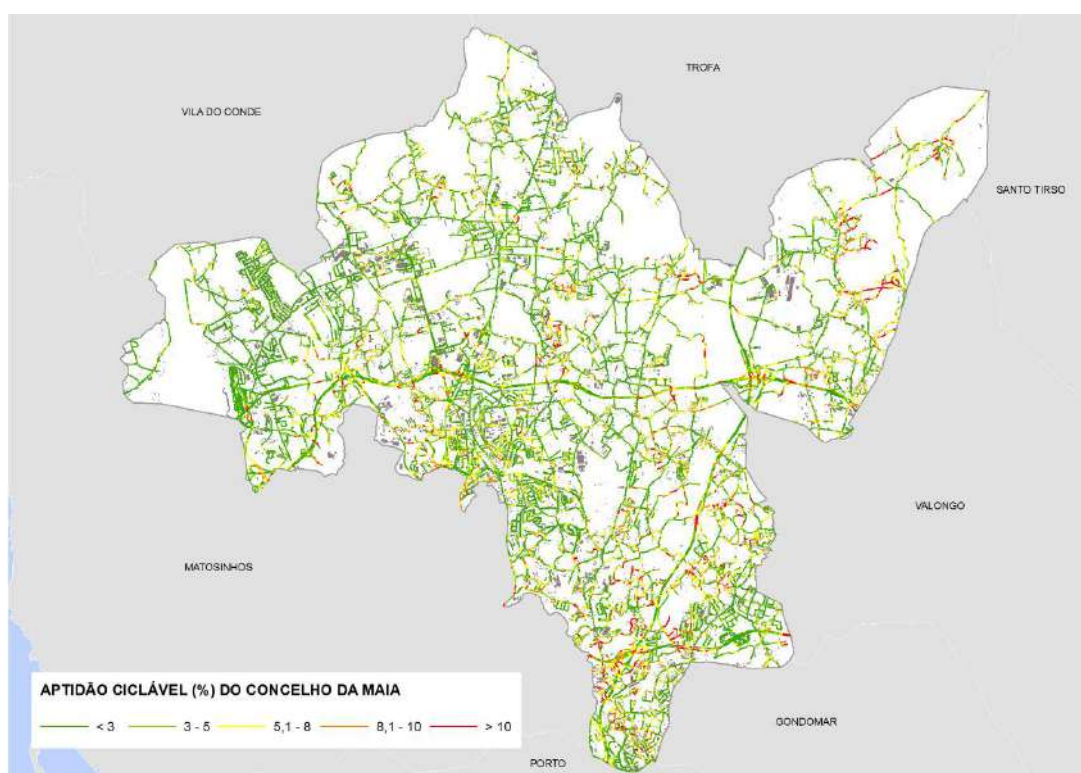 TROFA
VILA DO CONDE
SANTO TIRSO
VALONGO
MATOSINHOS
APTIDÃO CICLÁVEL (%) DO CONCELHO DA MAIA
< 3 3 - 5 5,1 - 8 8,1 - 10 > 10
GONDOMAR
PORTO